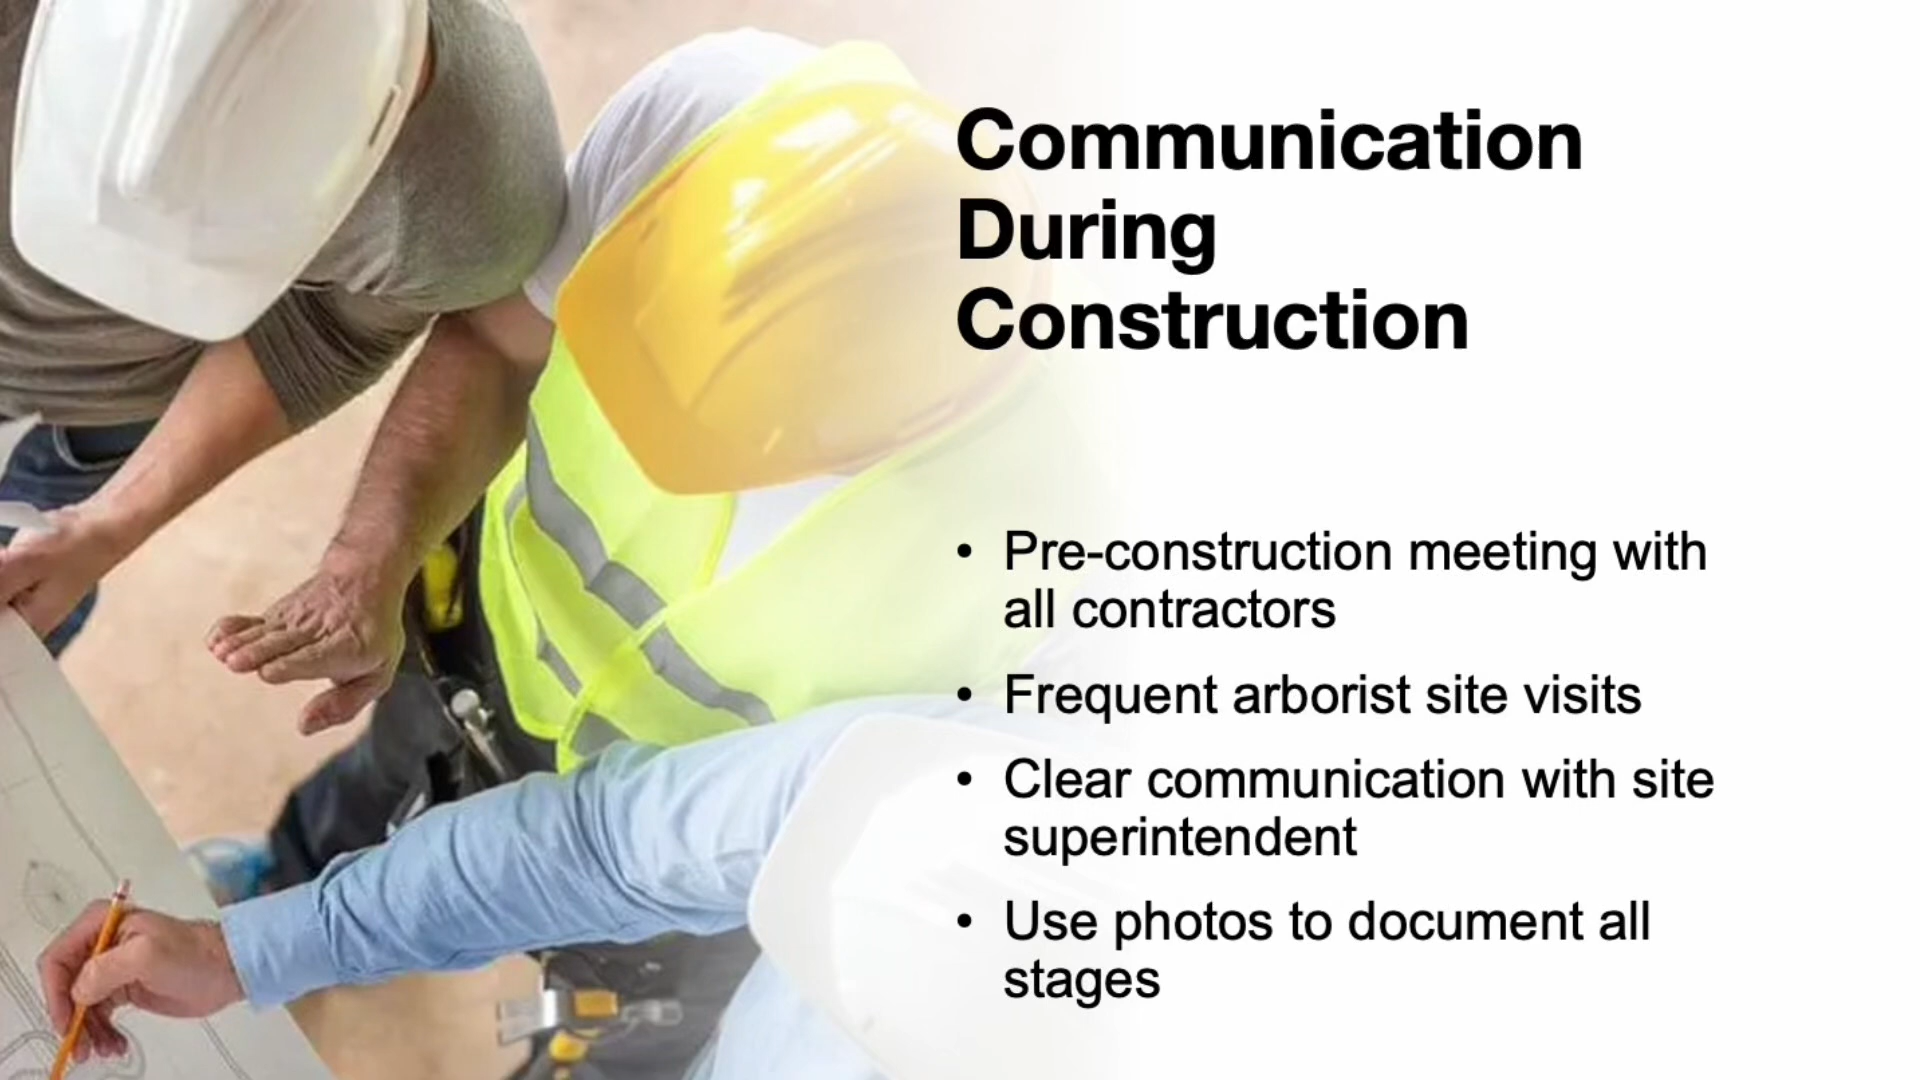 Communication
During
Construction
• Pre-construction meeting with
all contractors
• Frequent arborist site visits
• Clear communication with site
superintendent
• Use photos to document all
stages